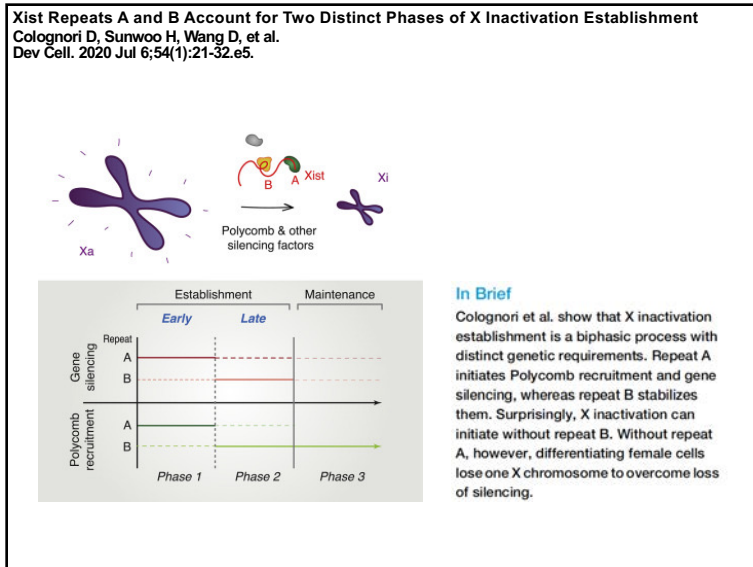 Xist Repeats A and B Account for Two Distinct Phases of X Inactivation Establishment
Colognori D, Sunwoo H, Wang D, et al.
Dev Cell. 2020 Jul 6;54(1):21-32.e5.
Xist
B A
Xi
Xa
Polycomb & other
silencing factors
Establishment Maintenance
Early Late
Repeat
Gene
silencing
A
B
Polycomb
recruitment
A
B
Phase 1 Phase 2 Phase 3
In Brief
Colognori et al. show that X inactivation
establishment is a biphasic process with
distinct genetic requirements. Repeat A
initiates Polycomb recruitment and gene
silencing, whereas repeat B stabilizes
them. Surprisingly, X inactivation can
initiate without repeat B. Without repeat
A, however, differentiating female cells
lose one X chromosome to overcome loss
of silencing.